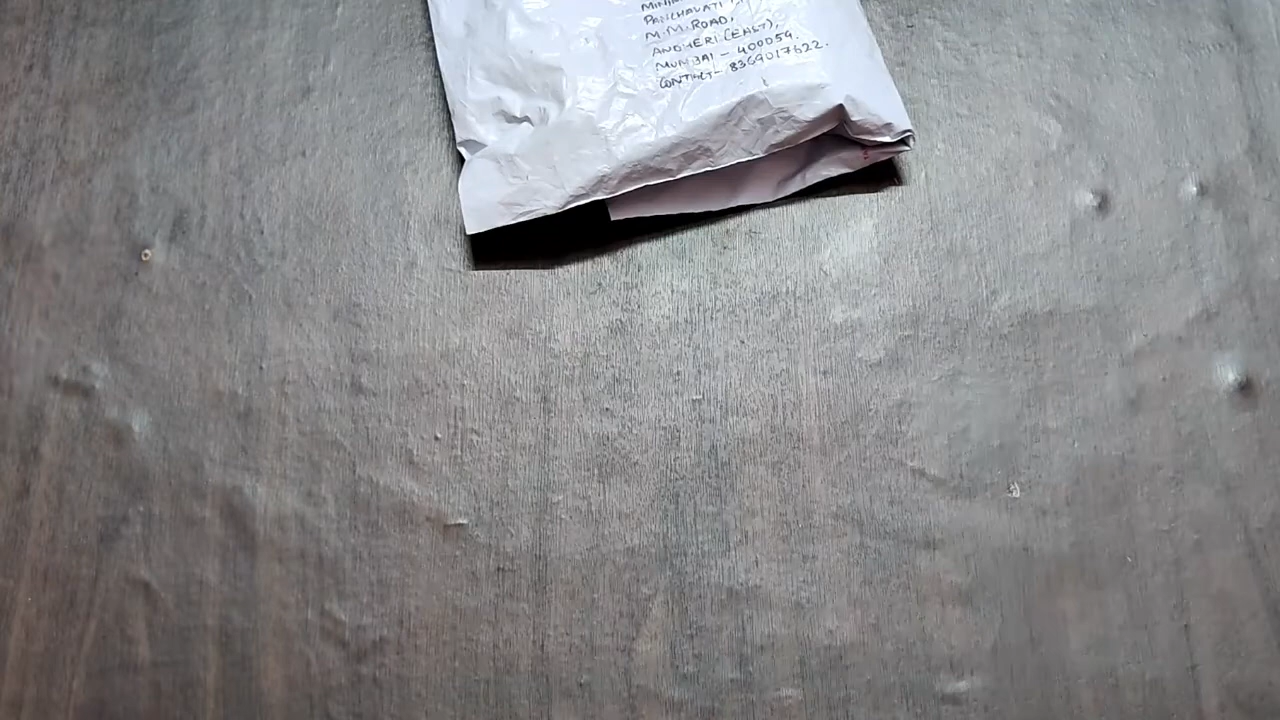 PANCHAVATI
M.M. ROAD,
ANDHERI (EAST),
MUMBAI - 400059.
CONTACT - 8369017622.